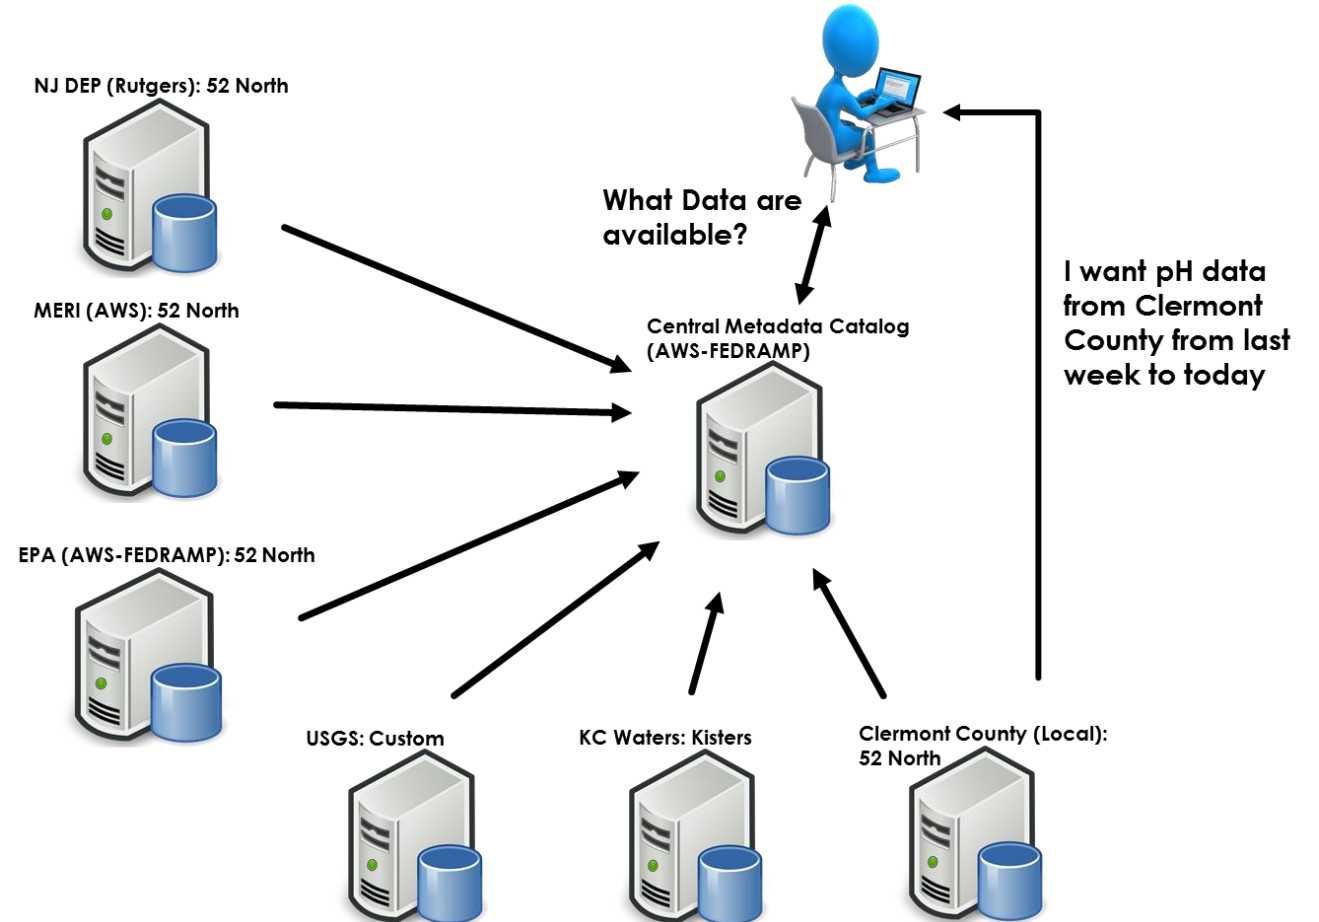 NJ DEP (Rutgers): 52 North
What Data are
available?
MERI (AWS): 52 North
Central Metadata Catalog
(AWS-FEDRAMP)
I want pH data
from Clermont
County from last
week to today
EPA (AWS-FEDRAMP): 52 North
USGS: Custom
KC Waters: Kisters
Clermont County (Local):
52 North